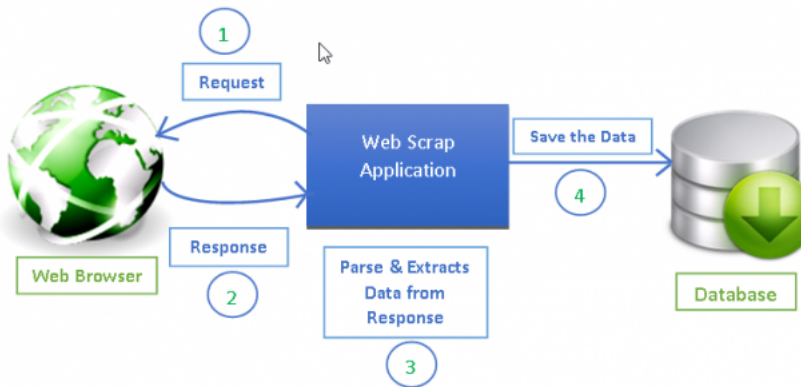 1
Request
Web Scrap
Application
Save the Data
4
Response
Web Browser
2
Parse & Extracts
Data from
Response
3
Database